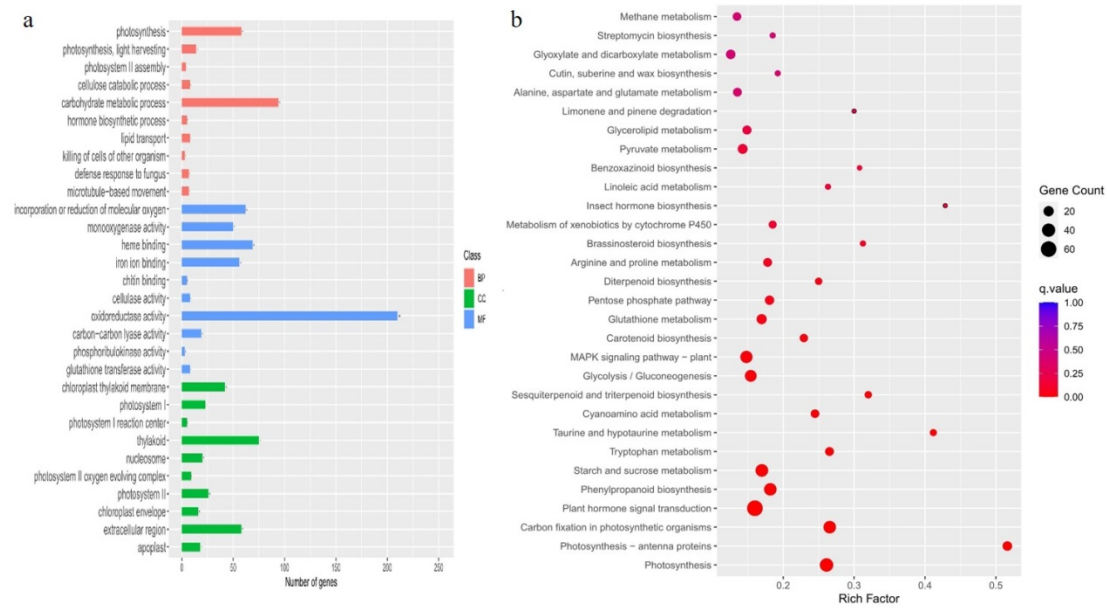 a
photosynthesis
photosynthesis, light harvesting
photosystem II assembly
cellulose catabolic process
carbohydrate metabolic process
hormone biosynthetic process
lipid transport
killing of cells of other organism
defense response to fungus
microtubule−based movement
incorporation or reduction of molecular oxygen
monooxygenase activity
heme binding
iron ion binding
chitin binding
cellulase activity
oxidoreductase activity
carbon−carbon lyase activity
phosphoribulokinase activity
glutathione transferase activity
chloroplast thylakoid membrane
photosystem I
photosystem I reaction center
thylakoid
nucleosome
photosystem II oxygen evolving complex
photosystem II
chloroplast envelope
extracellular region
apoplast
0 50 100 150 200 250
Number of genes
Class
BP
CC
MF
b
Methane metabolism
Streptomycin biosynthesis
Glyoxylate and dicarboxylate metabolism
Cutin, suberine and wax biosynthesis
Alanine, aspartate and glutamate metabolism
Limonene and pinene degradation
Glycerolipid metabolism
Pyruvate metabolism
Benzoxazinoid biosynthesis
Linoleic acid metabolism
Insect hormone biosynthesis
Metabolism of xenobiotics by cytochrome P450
Brassinosteroid biosynthesis
Arginine and proline metabolism
Diterpenoid biosynthesis
Pentose phosphate pathway
Glutathione metabolism
Carotenoid biosynthesis
MAPK signaling pathway − plant
Glycolysis / Gluconeogenesis
Sesquiterpenoid and triterpenoid biosynthesis
Cyanoamino acid metabolism
Taurine and hypotaurine metabolism
Tryptophan metabolism
Starch and sucrose metabolism
Phenylpropanoid biosynthesis
Plant hormone signal transduction
Carbon fixation in photosynthetic organisms
Photosynthesis − antenna proteins
Photosynthesis
0.2 0.3 0.4 0.5
Rich Factor
Gene Count
20
40
60
q.value
1.00
0.75
0.50
0.25
0.00